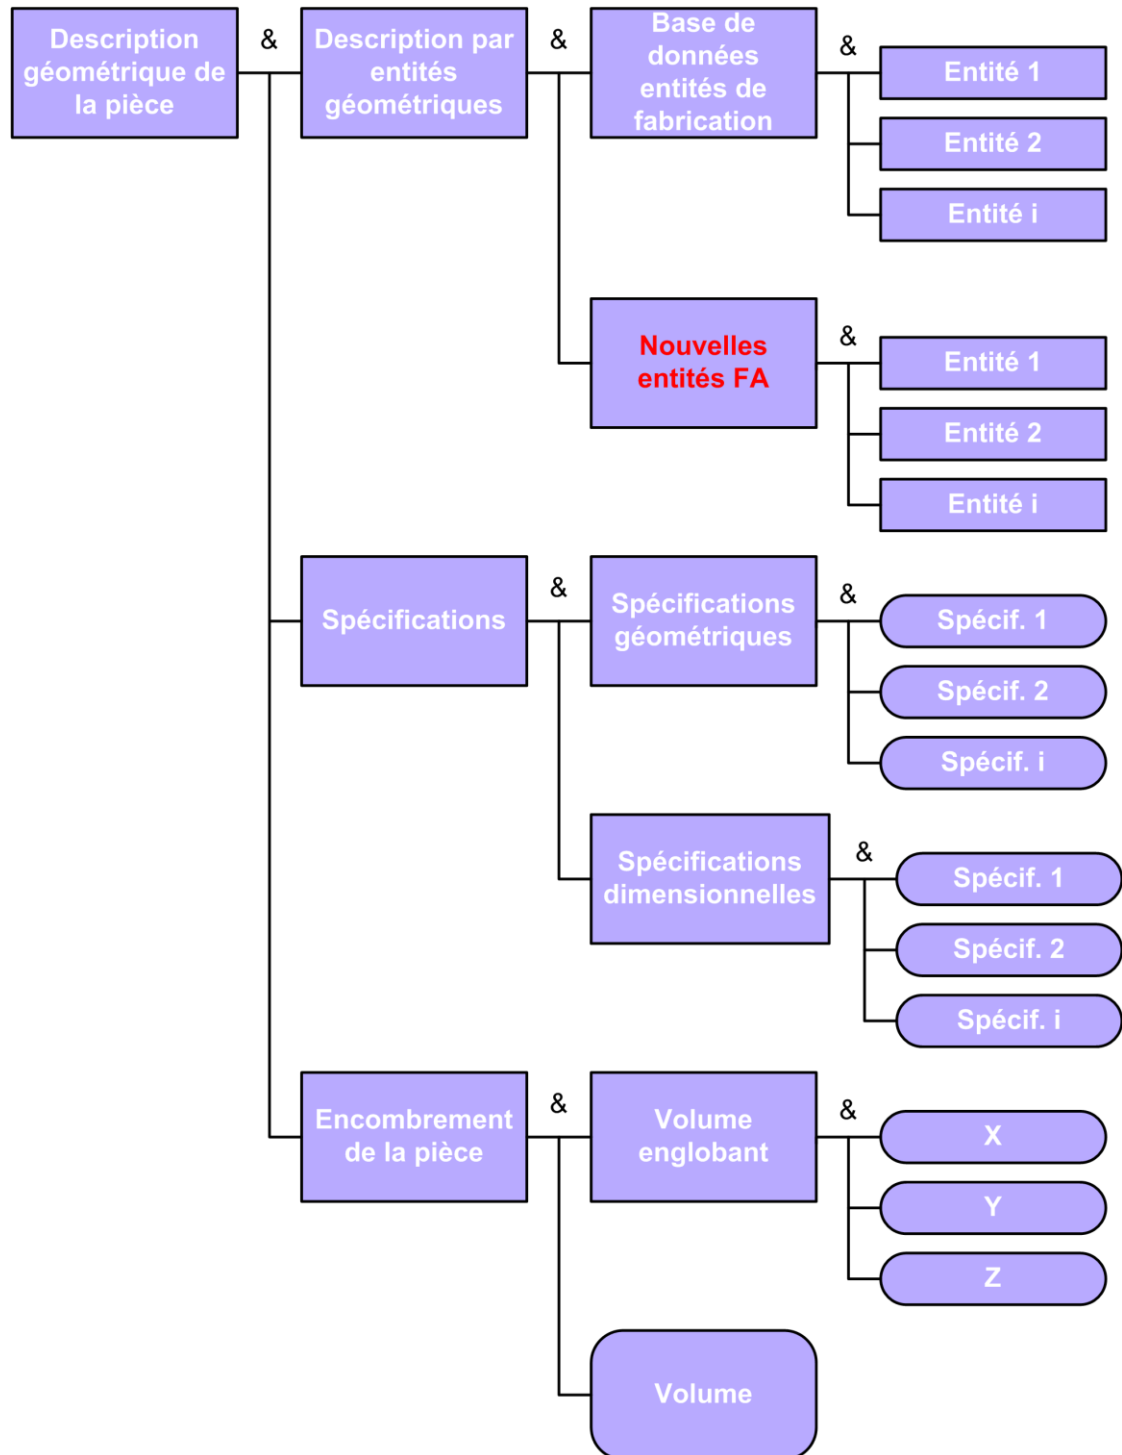 Description
géométrique de
la pièce
&
Description par
entités
géométriques
&
Base de
données
entités de
fabrication
&
Entité 1
Entité 2
Entité i
Nouvelles
entités FA
&
Entité 1
Entité 2
Entité i
Spécifications
&
Spécifications
géométriques
&
Spécif. 1
Spécif. 2
Spécif. i
Spécifications
dimensionnelles
&
Spécif. 1
Spécif. 2
Spécif. i
Encombrement
de la pièce
&
Volume
englobant
&
X
Y
Z
Volume